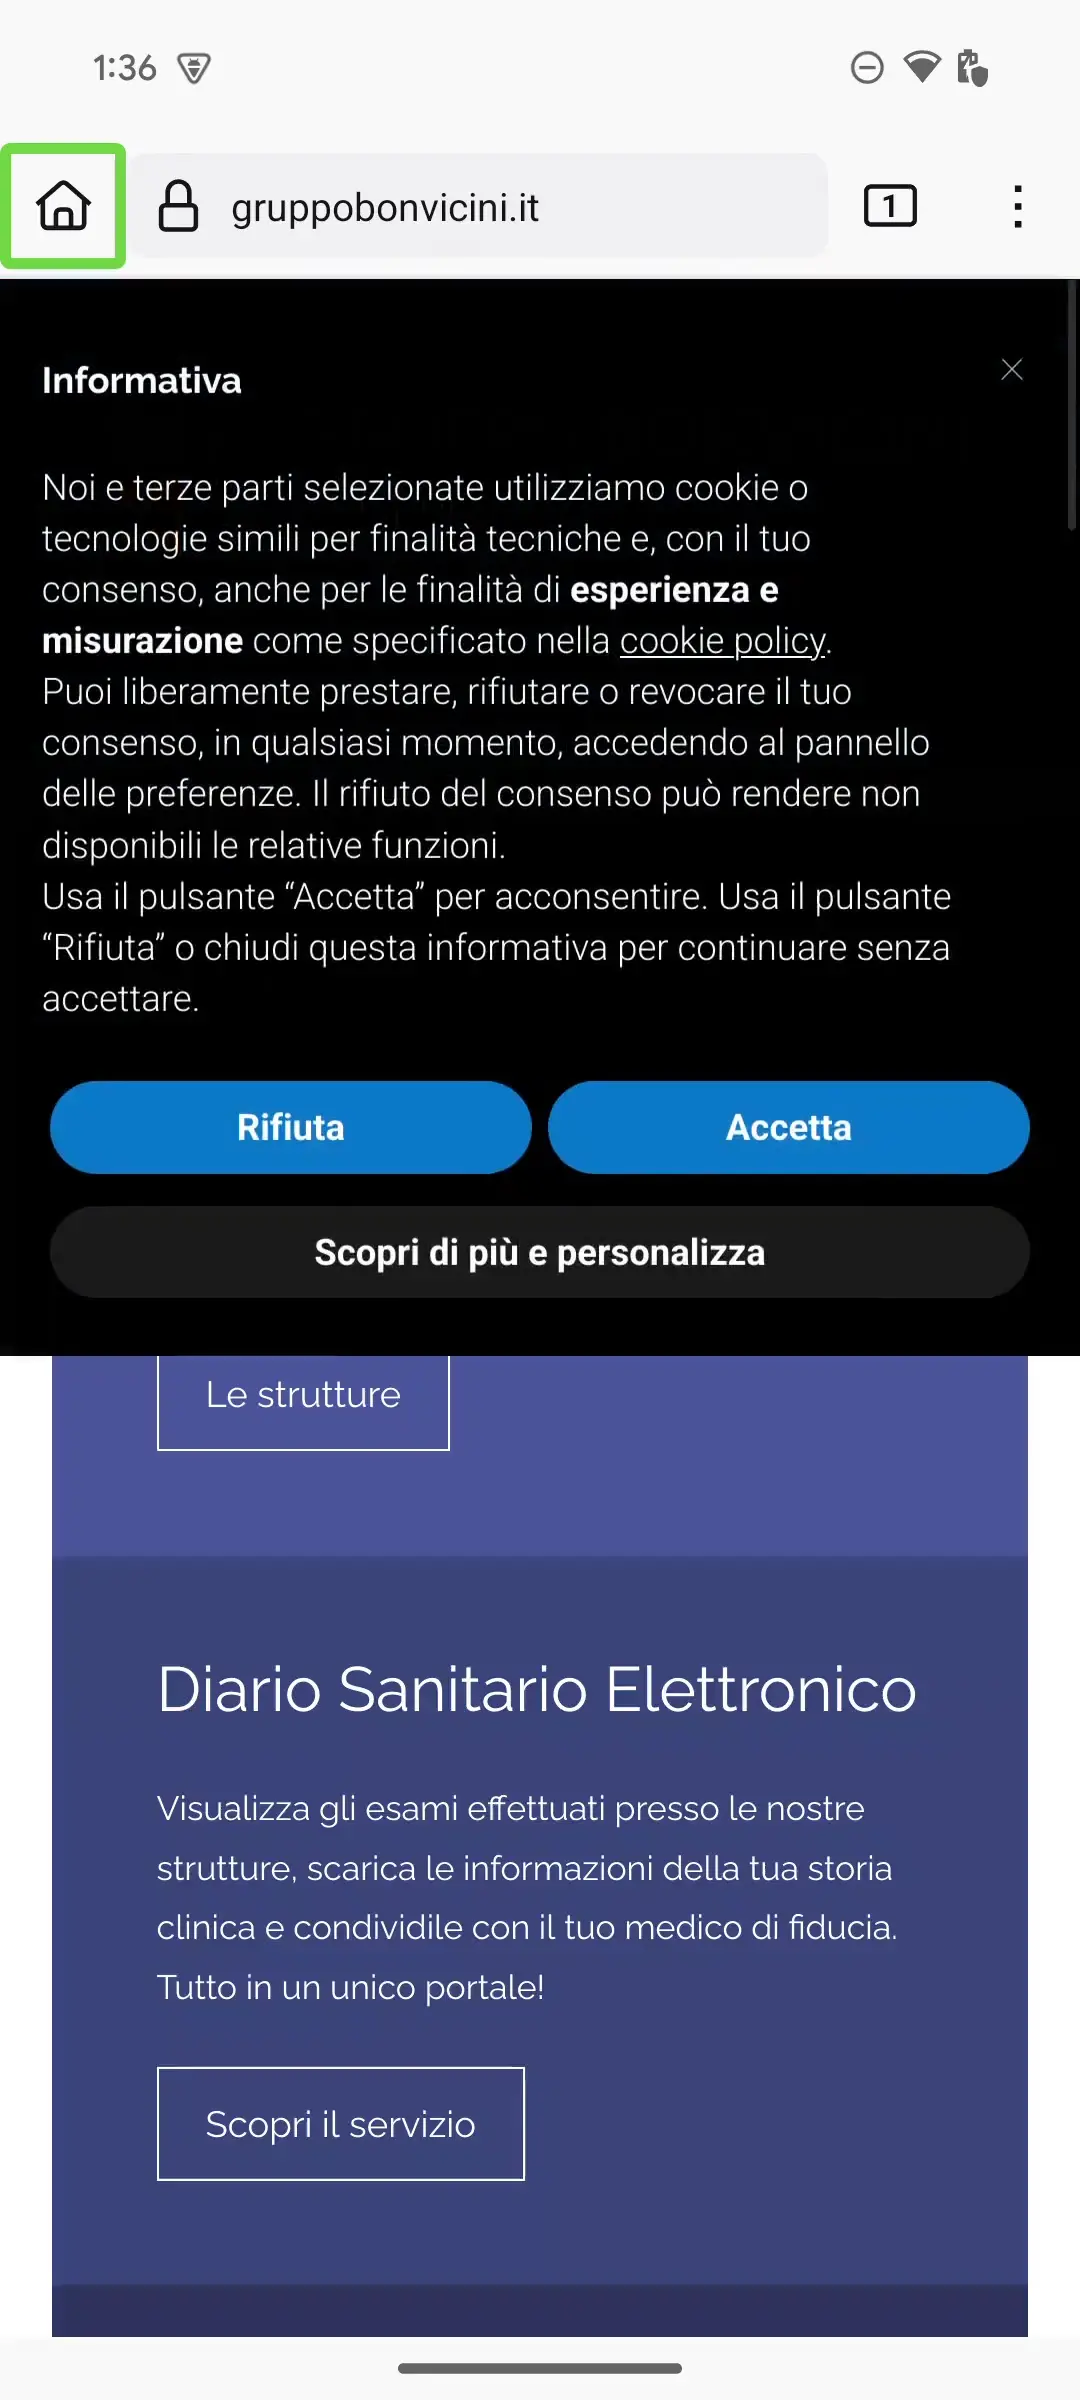 1:36
gruppobonvicini.it
1
Informativa
Noi e terze parti selezionate utilizziamo cookie o
tecnologie simili per finalità tecniche e, con il tuo
consenso, anche per le finalità di esperienza e
misurazione come specificato nella cookie policy.
Puoi liberamente prestare, rifiutare o revocare il tuo
consenso, in qualsiasi momento, accedendo al pannello
delle preferenze. Il rifiuto del consenso può rendere non
disponibili le relative funzioni.
Usa il pulsante “Accetta” per acconsentire. Usa il pulsante
“Rifiuta” o chiudi questa informativa per continuare senza
accettare.
Rifiuta
Accetta
Scopri di più e personalizza
Le strutture
Diario Sanitario Elettronico
Visualizza gli esami effettuati presso le nostre
strutture, scarica le informazioni della tua storia
clinica e condividile con il tuo medico di fiducia.
Tutto in un unico portale!
Scopri il servizio